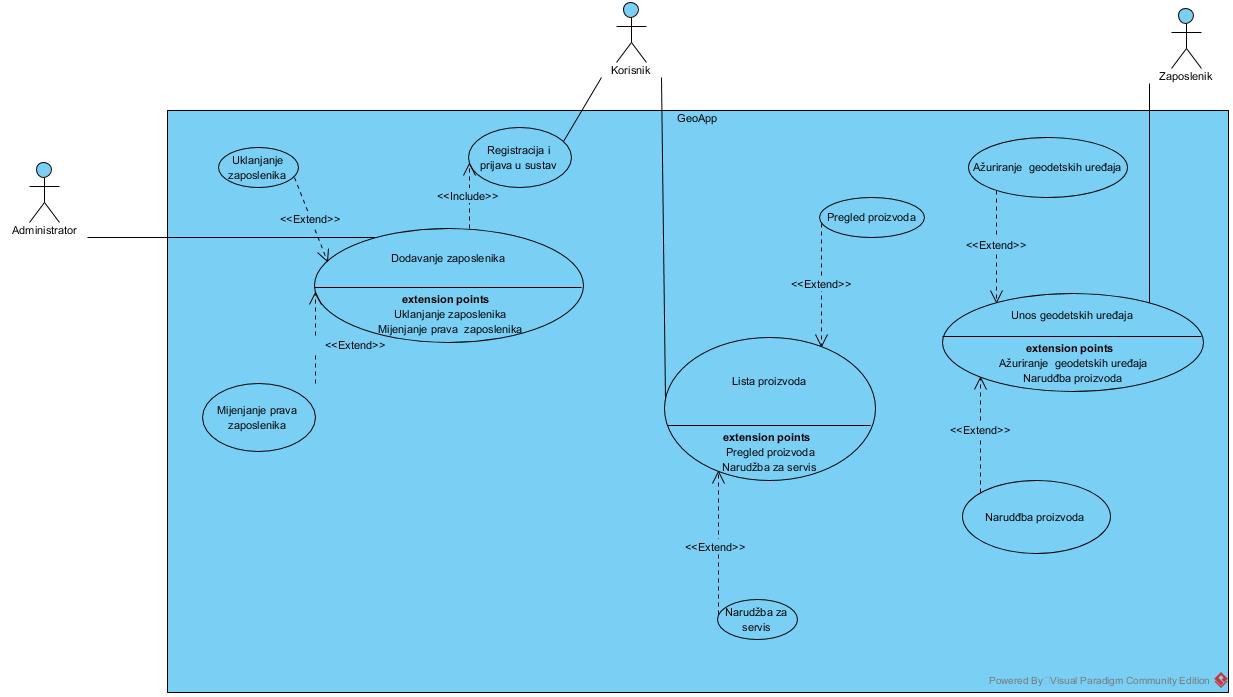 Korisnik
Zaposlenik
Administrator
GeoApp
Uklanjanje
zaposlenika
<<Extend>>
Registracija i
prijava u sustav
<<Include>>
Dodavanje zaposlenika
extension points
Uklanjanje zaposlenika
Mijenjanje prava zaposlenika
<<Extend>>
Mijenjanje prava
zaposlenika
Pregled proizvoda
<<Extend>>
Lista proizvoda
extension points
Pregled proizvoda
Narudžba za servis
<<Extend>>
Narudžba za
servis
Ažuriranje geodetskih uređaja
<<Extend>>
Unos geodetskih uređaja
extension points
Ažuriranje geodetskih uređaja
Naruddba proizvoda
<<Extend>>
Naruddba proizvoda
Powered By Visual Paradigm Community Edition